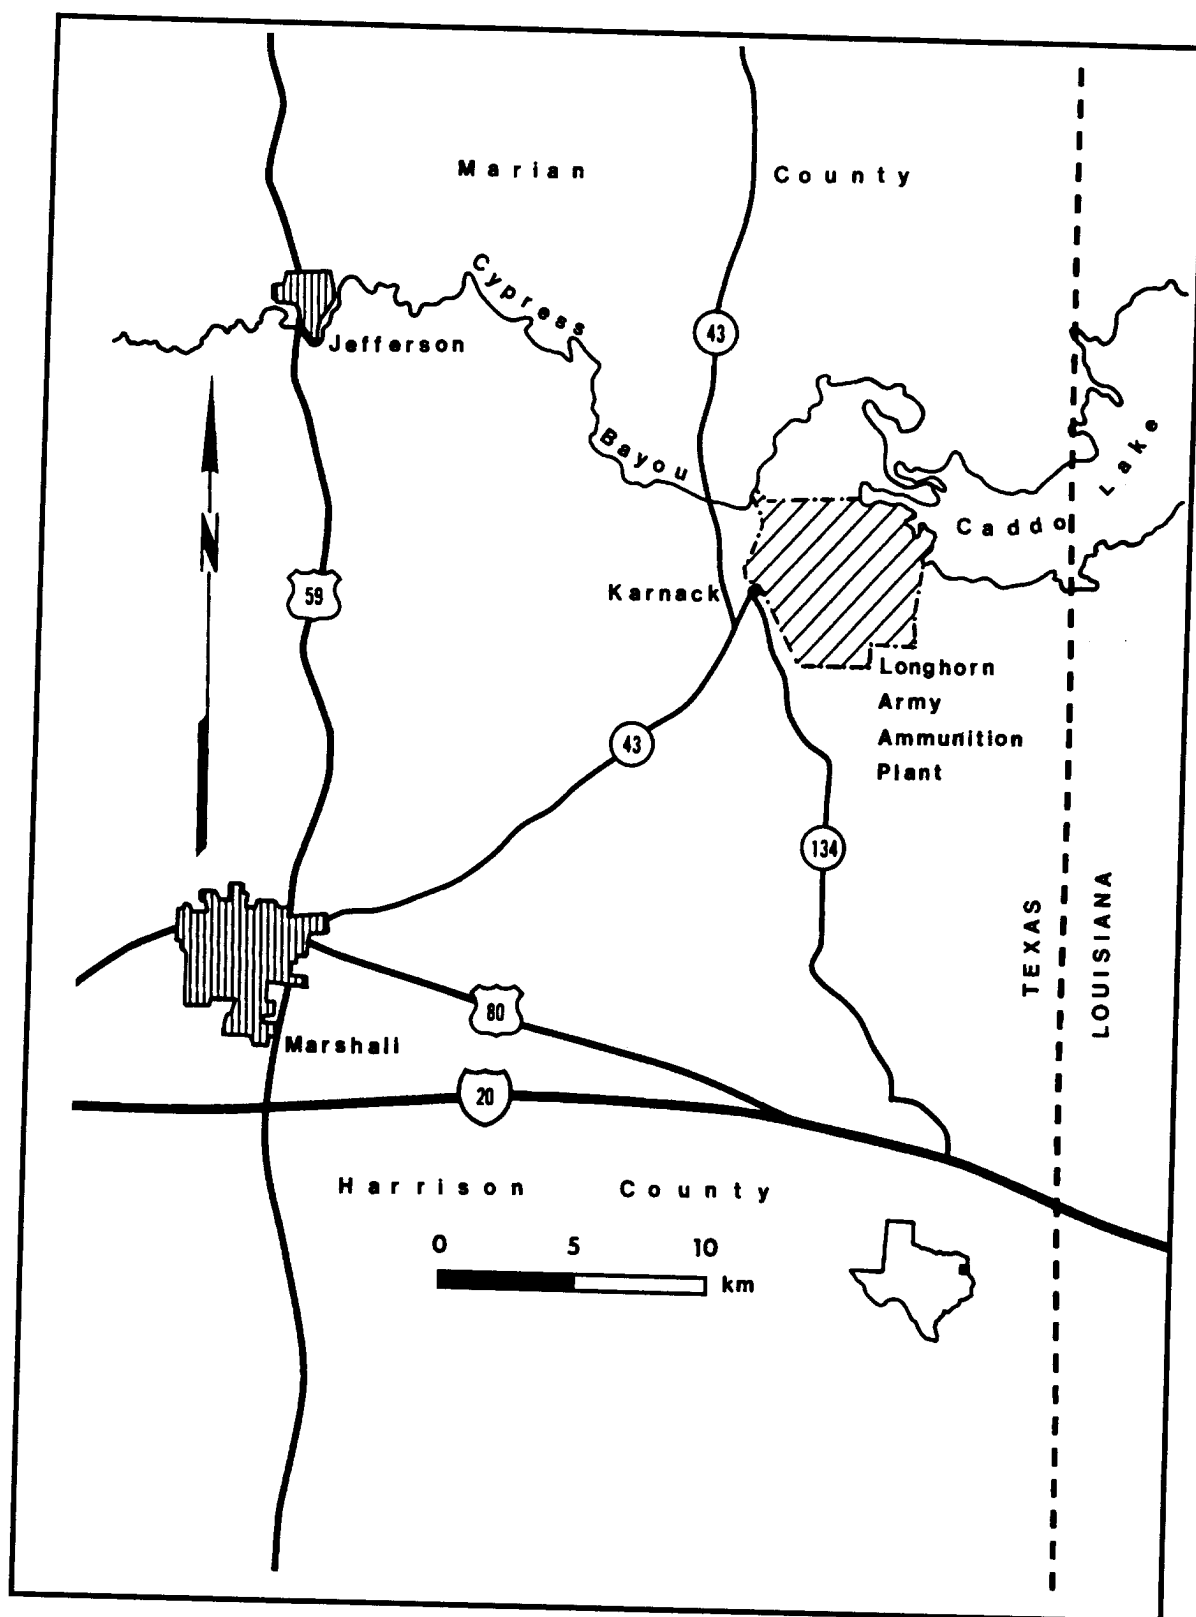 Marian County
Cypress
Bayou
43
Jefferson
Lake
Caddo
N
59
Karnack
Longhorn
Army
Ammunition
Plant
43
134
TEXAS
LOUISIANA
80
Marshall
20
Harrison County
0 5 10
km